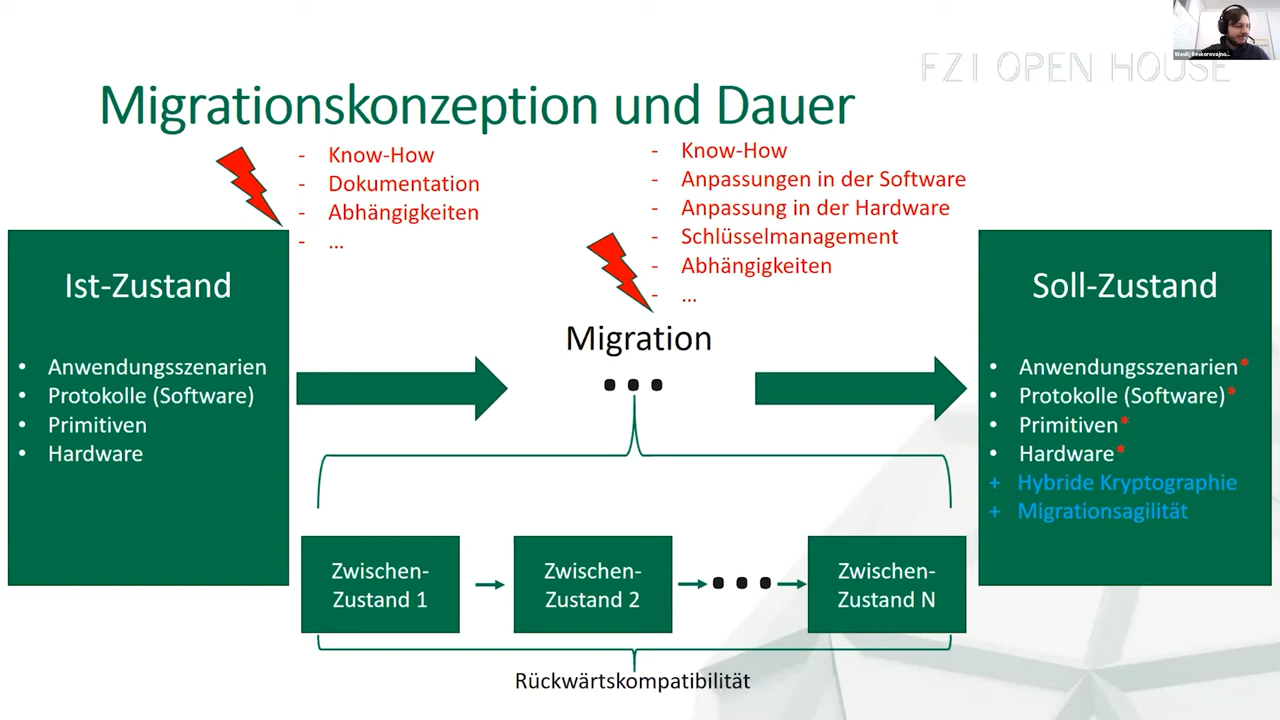 FZI OPEN HOUSE
Migrationskonzeption und Dauer
- Know-How
- Dokumentation
- Abhängigkeiten
- ...
- Know-How
- Anpassungen in der Software
- Anpassung in der Hardware
- Schlüsselmanagement
- Abhängigkeiten
- ...
Ist-Zustand
• Anwendungsszenarien
• Protokolle (Software)
• Primitiven
• Hardware
Migration
Soll-Zustand
• Anwendungsszenarien*
• Protokolle (Software)*
• Primitiven*
• Hardware*
+ Hybride Kryptographie
+ Migrationsagilität
Zwischen-
Zustand 1
Zwischen-
Zustand 2
Zwischen-
Zustand N
Rückwärtskompatibilität